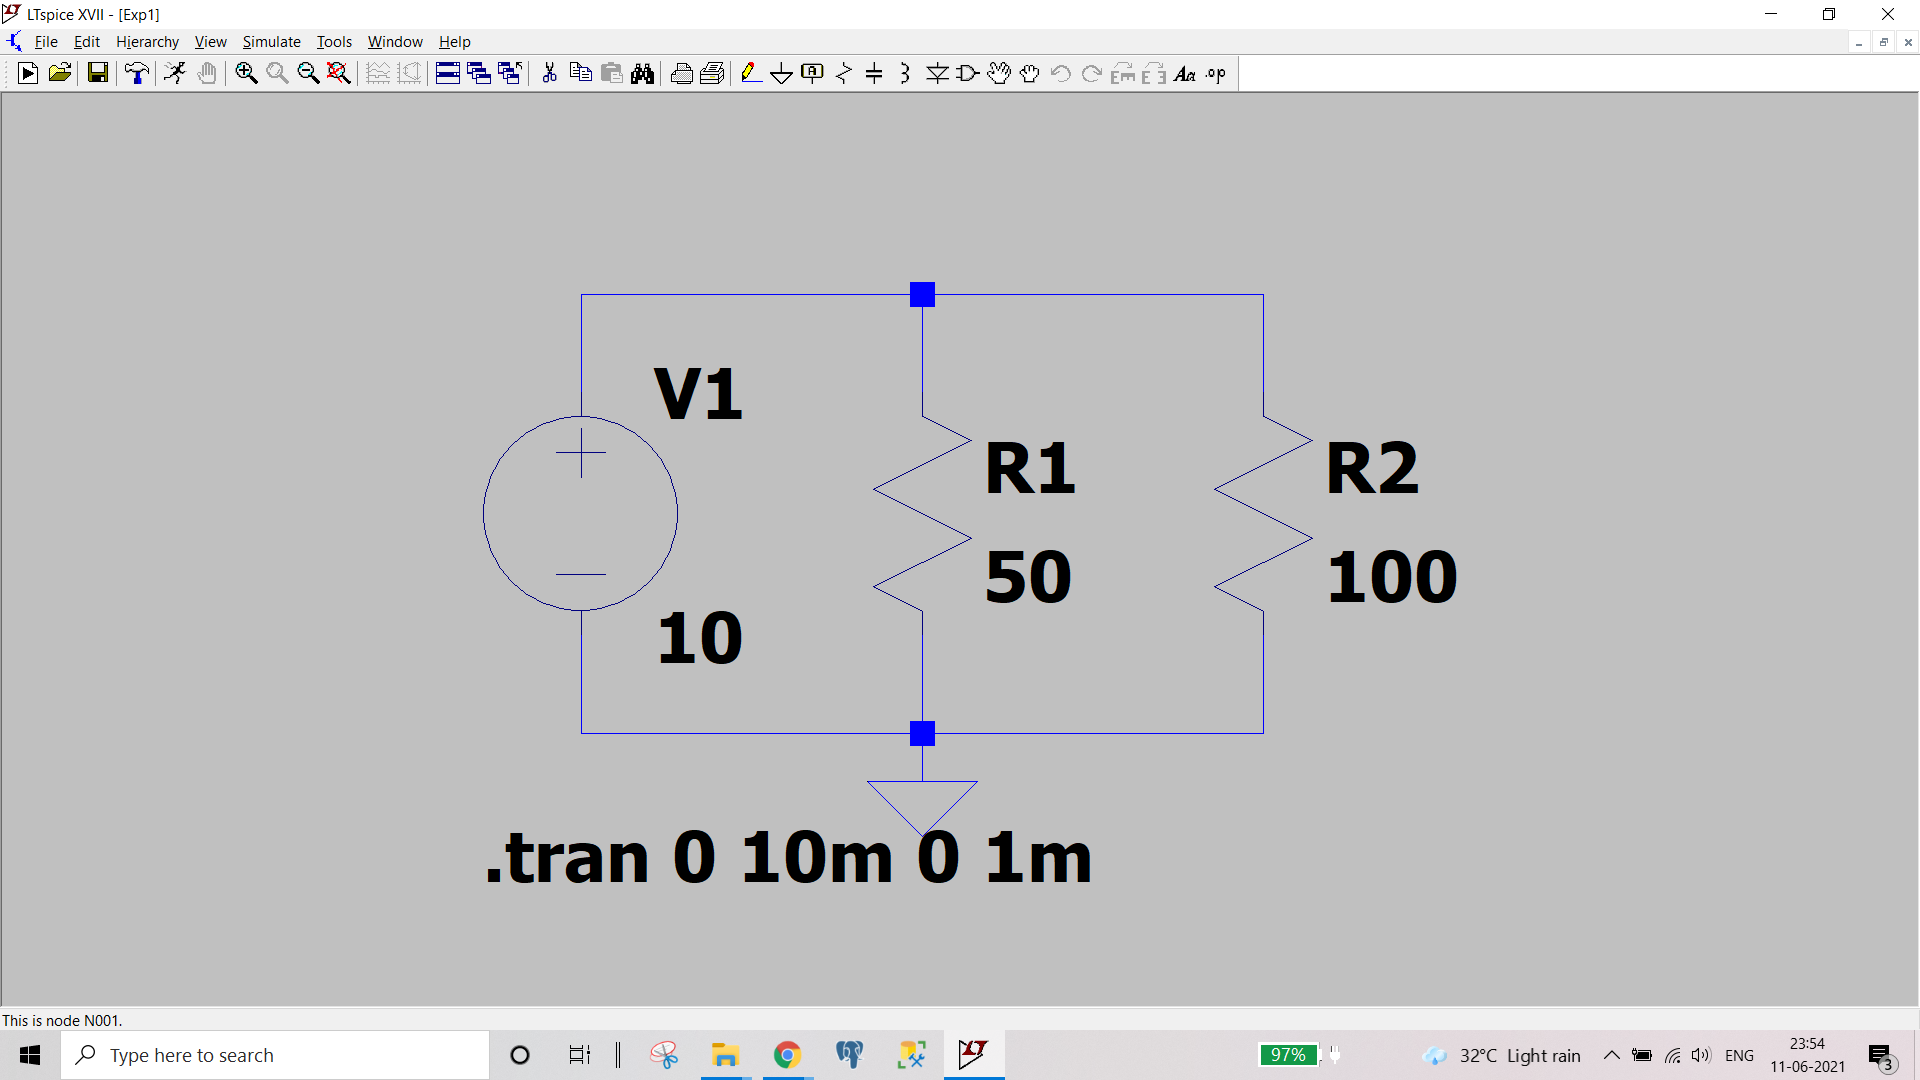 LTspice XVII - [Exp1]
File Edit Hierarchy View Simulate Tools Window Help
A Aa .op
V1
R1
R2
50
100
10
.tran 0 10m 0 1m
This is node N001.
Type here to search
97%
32°C Light rain
ENG
23:54
11-06-2021
3